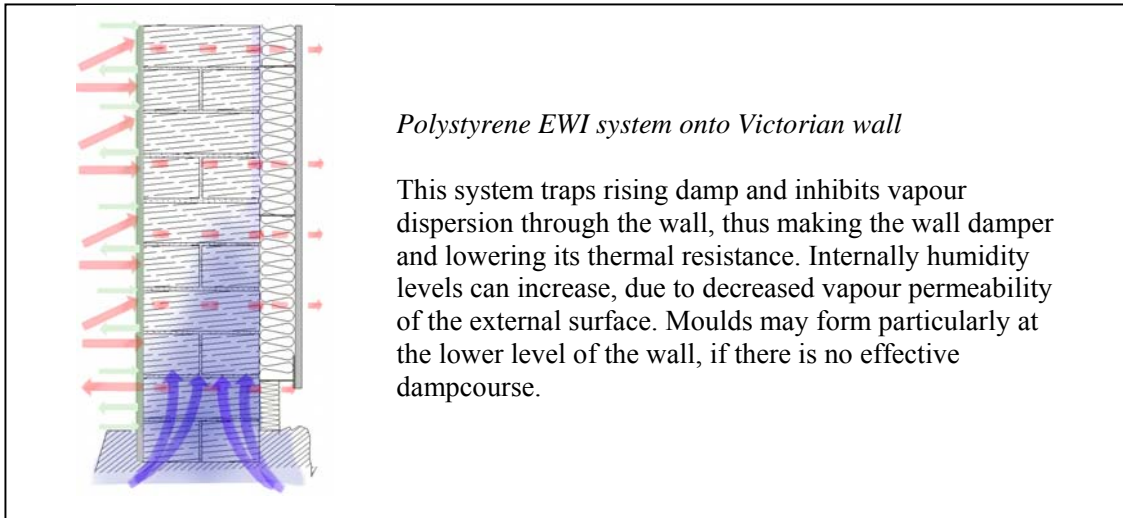 Polystyrene EWI system onto Victorian wall
This system traps rising damp and inhibits vapour
dispersion through the wall, thus making the wall damper
and lowering its thermal resistance. Internally humidity
levels can increase, due to decreased vapour permeability
of the external surface. Moulds may form particularly at
the lower level of the wall, if there is no effective
dampcourse.